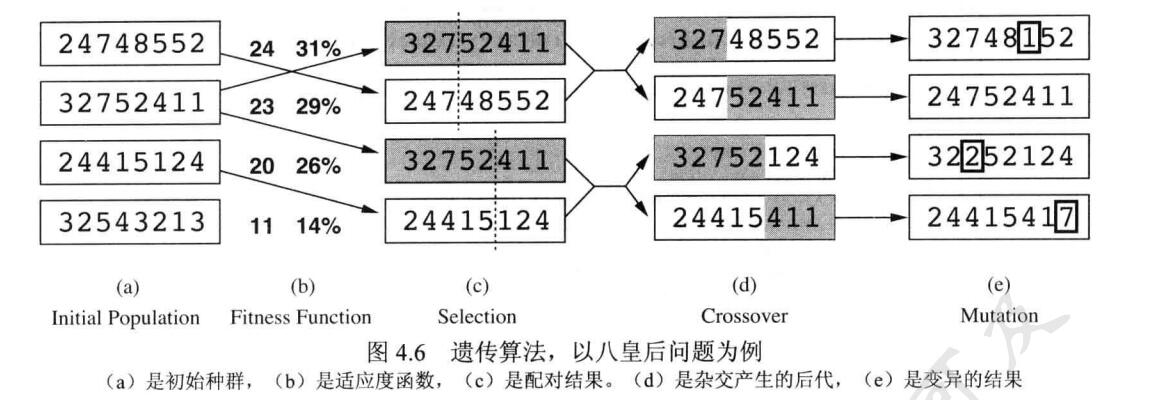 24748552 24 31% 32752411 32748552 32748152
32752411 23 29% 24748552 24752411 24752411
24415124 20 26% 32752411 32752124 32252124
32543213 11 14% 24415124 24415411 24415417
(a) (b) (c) (d) (e)
Initial Population Fitness Function Selection Crossover Mutation
图 4.6 遗传算法，以八皇后问题为例
（a）是初始种群，（b）是适应度函数，（c）是配对结果。（d）是杂交产生的后代，（e）是变异的结果